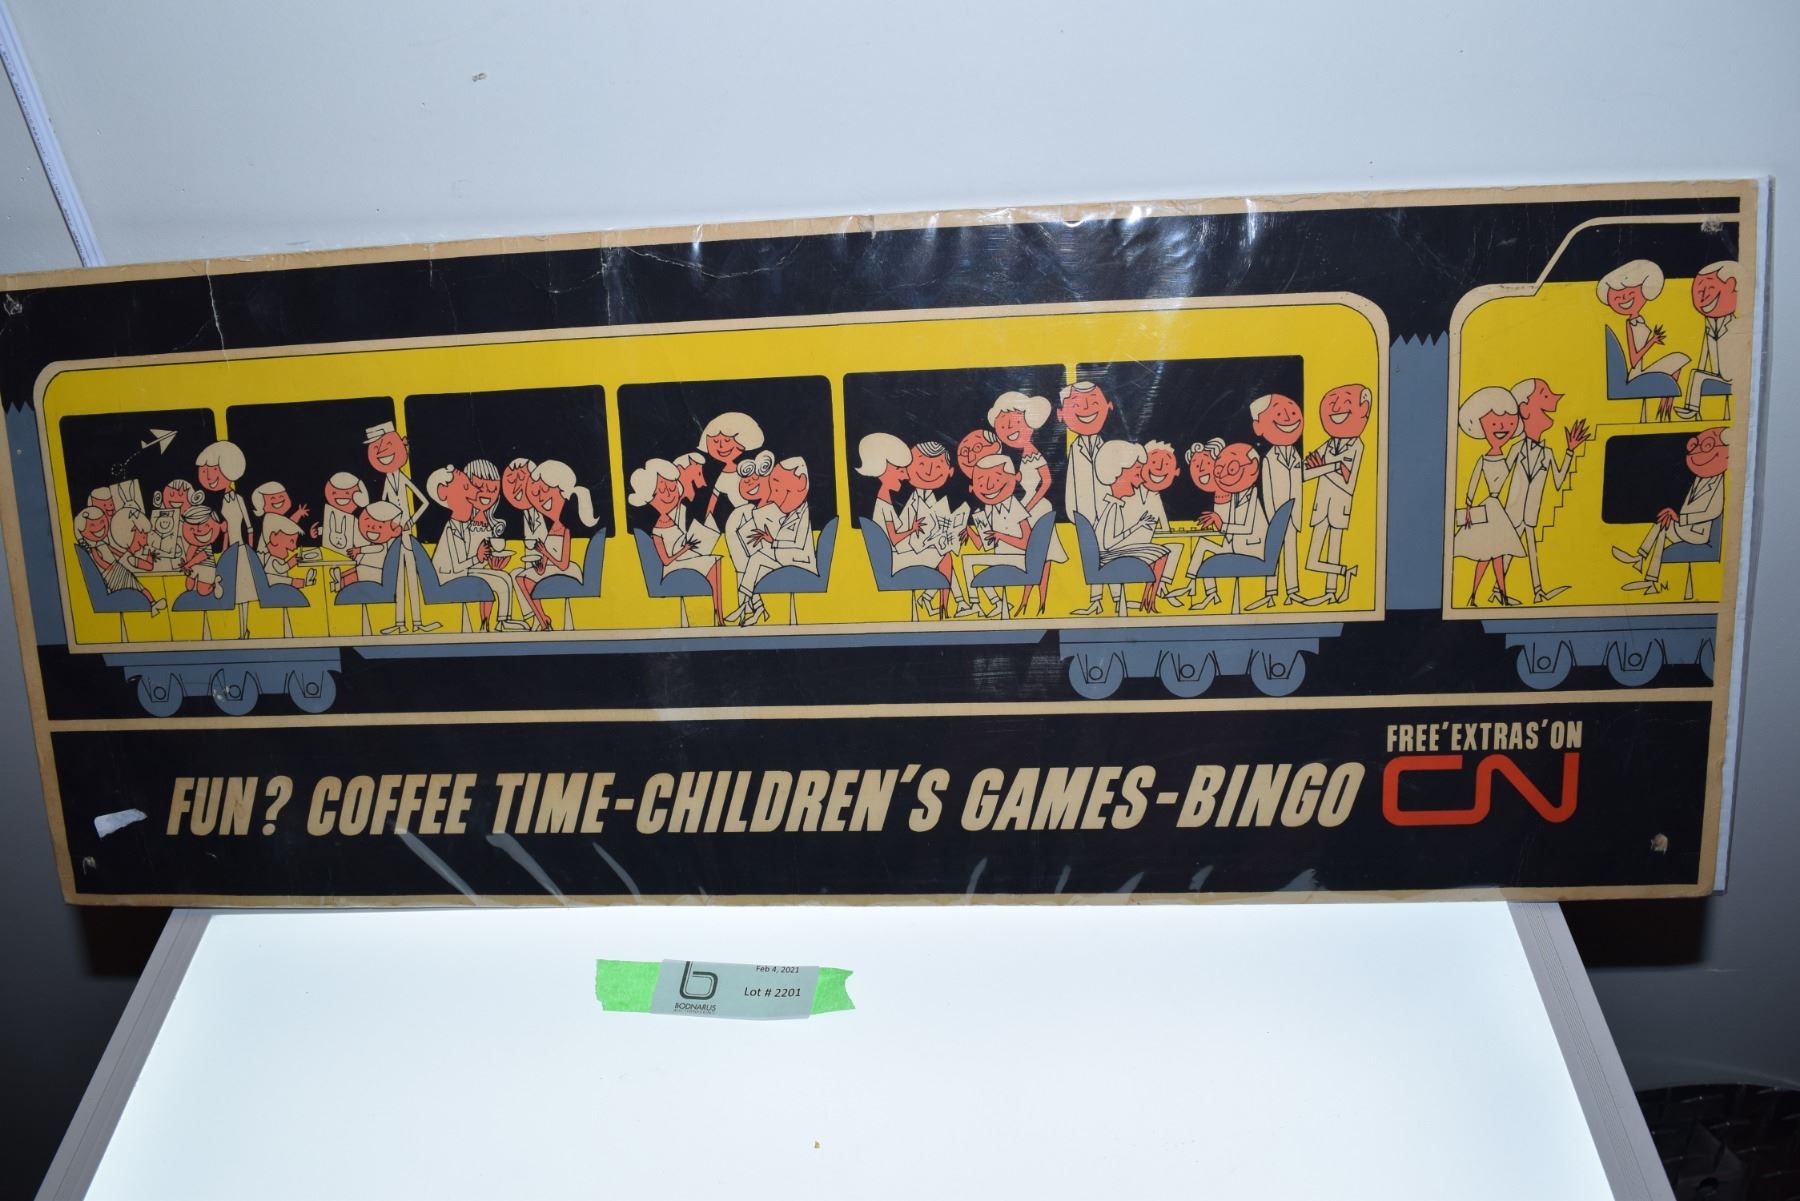 FREE 'EXTRAS' ON
CN
FUN? COFFEE TIME-CHILDREN'S GAMES-BINGO
Feb 4, 2021
Lot # 2201
b
BODNARUS